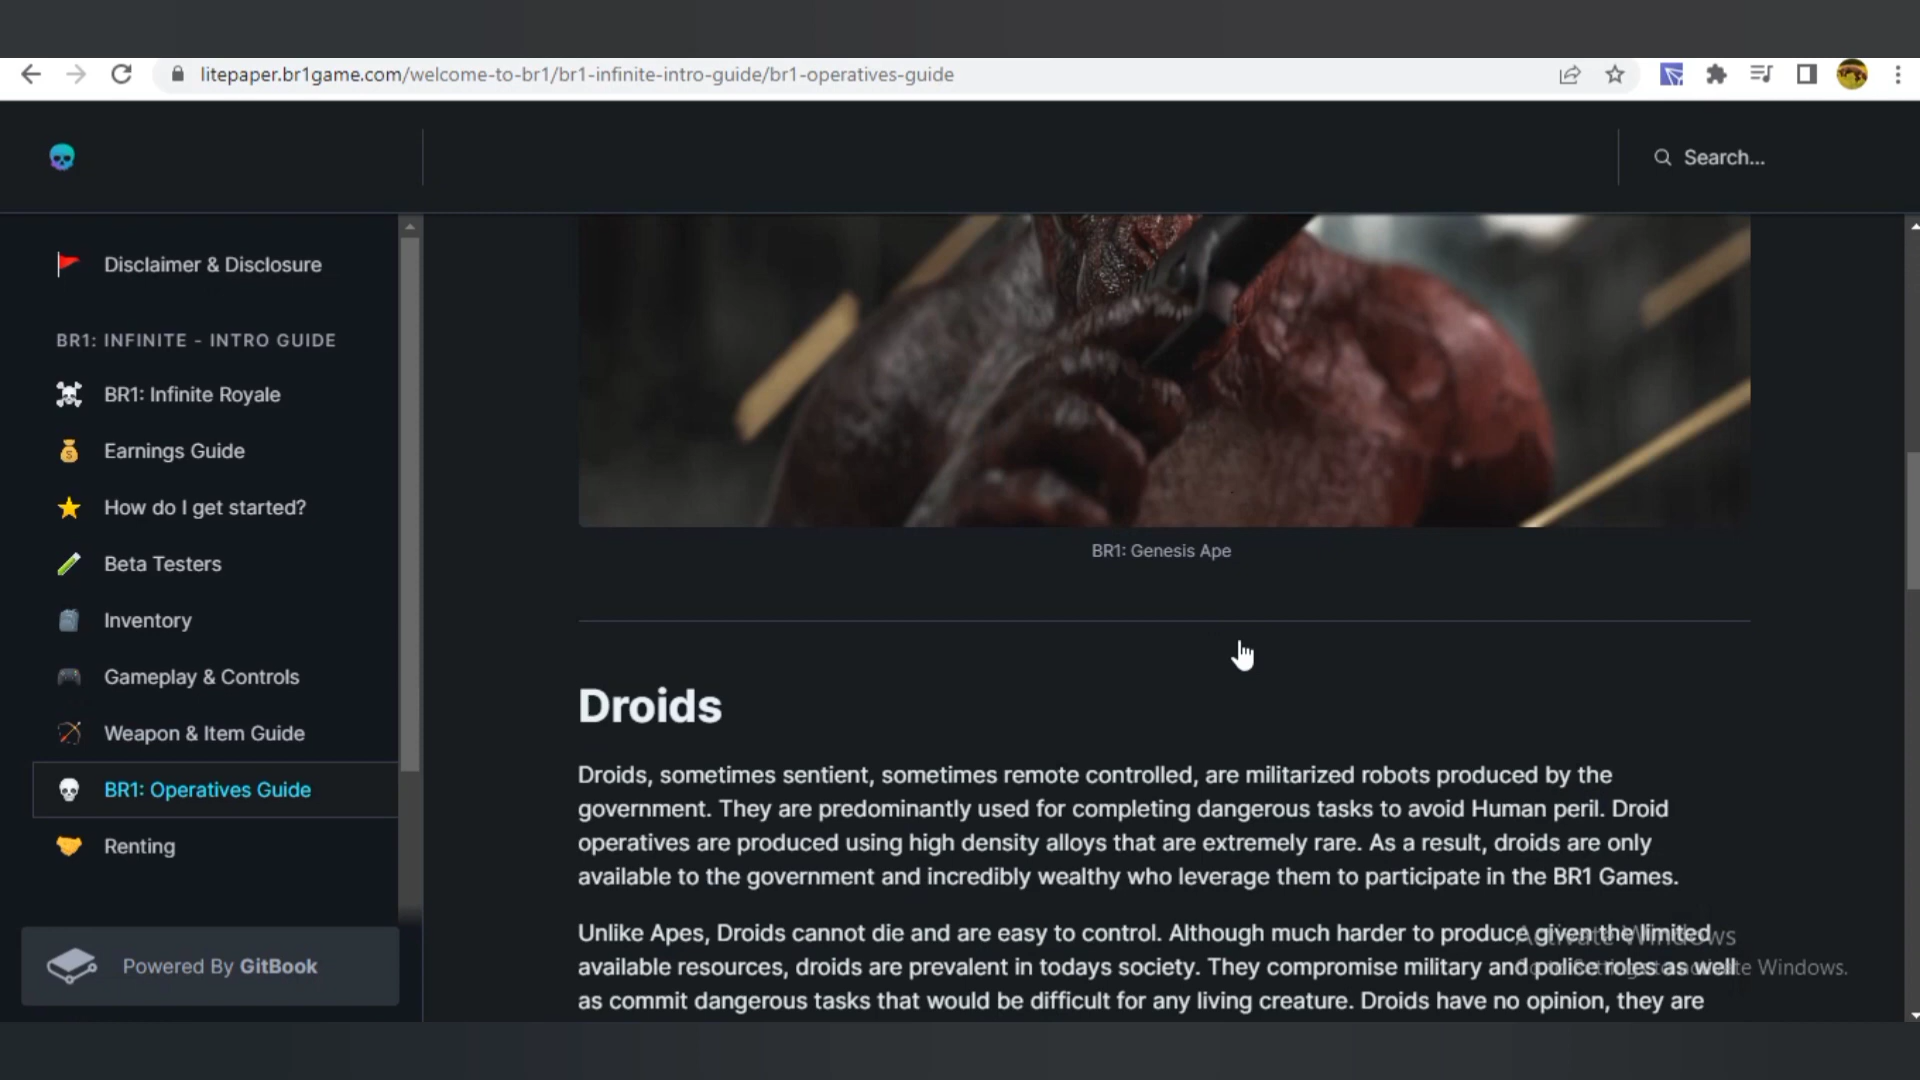 litepaper.br1game.com/welcome-to-br1/br1-infinite-intro-guide/br1-operatives-guide
Search...
Disclaimer & Disclosure
BR1: INFINITE - INTRO GUIDE
BR1: Infinite Royale
Earnings Guide
How do I get started?
Beta Testers
Inventory
Gameplay & Controls
Weapon & Item Guide
BR1: Operatives Guide
Renting
Powered By GitBook
BR1: Genesis Ape
Droids
Droids, sometimes sentient, sometimes remote controlled, are militarized robots produced by the
government. They are predominantly used for completing dangerous tasks to avoid Human peril. Droid
operatives are produced using high density alloys that are extremely rare. As a result, droids are only
available to the government and incredibly wealthy who leverage them to participate in the BR1 Games.
Unlike Apes, Droids cannot die and are easy to control. Although much harder to produce given the limited
available resources, droids are prevalent in todays society. They compromise military and police roles as well
as commit dangerous tasks that would be difficult for any living creature. Droids have no opinion, they are
Activate Windows
Go to Settings to activate Windows.